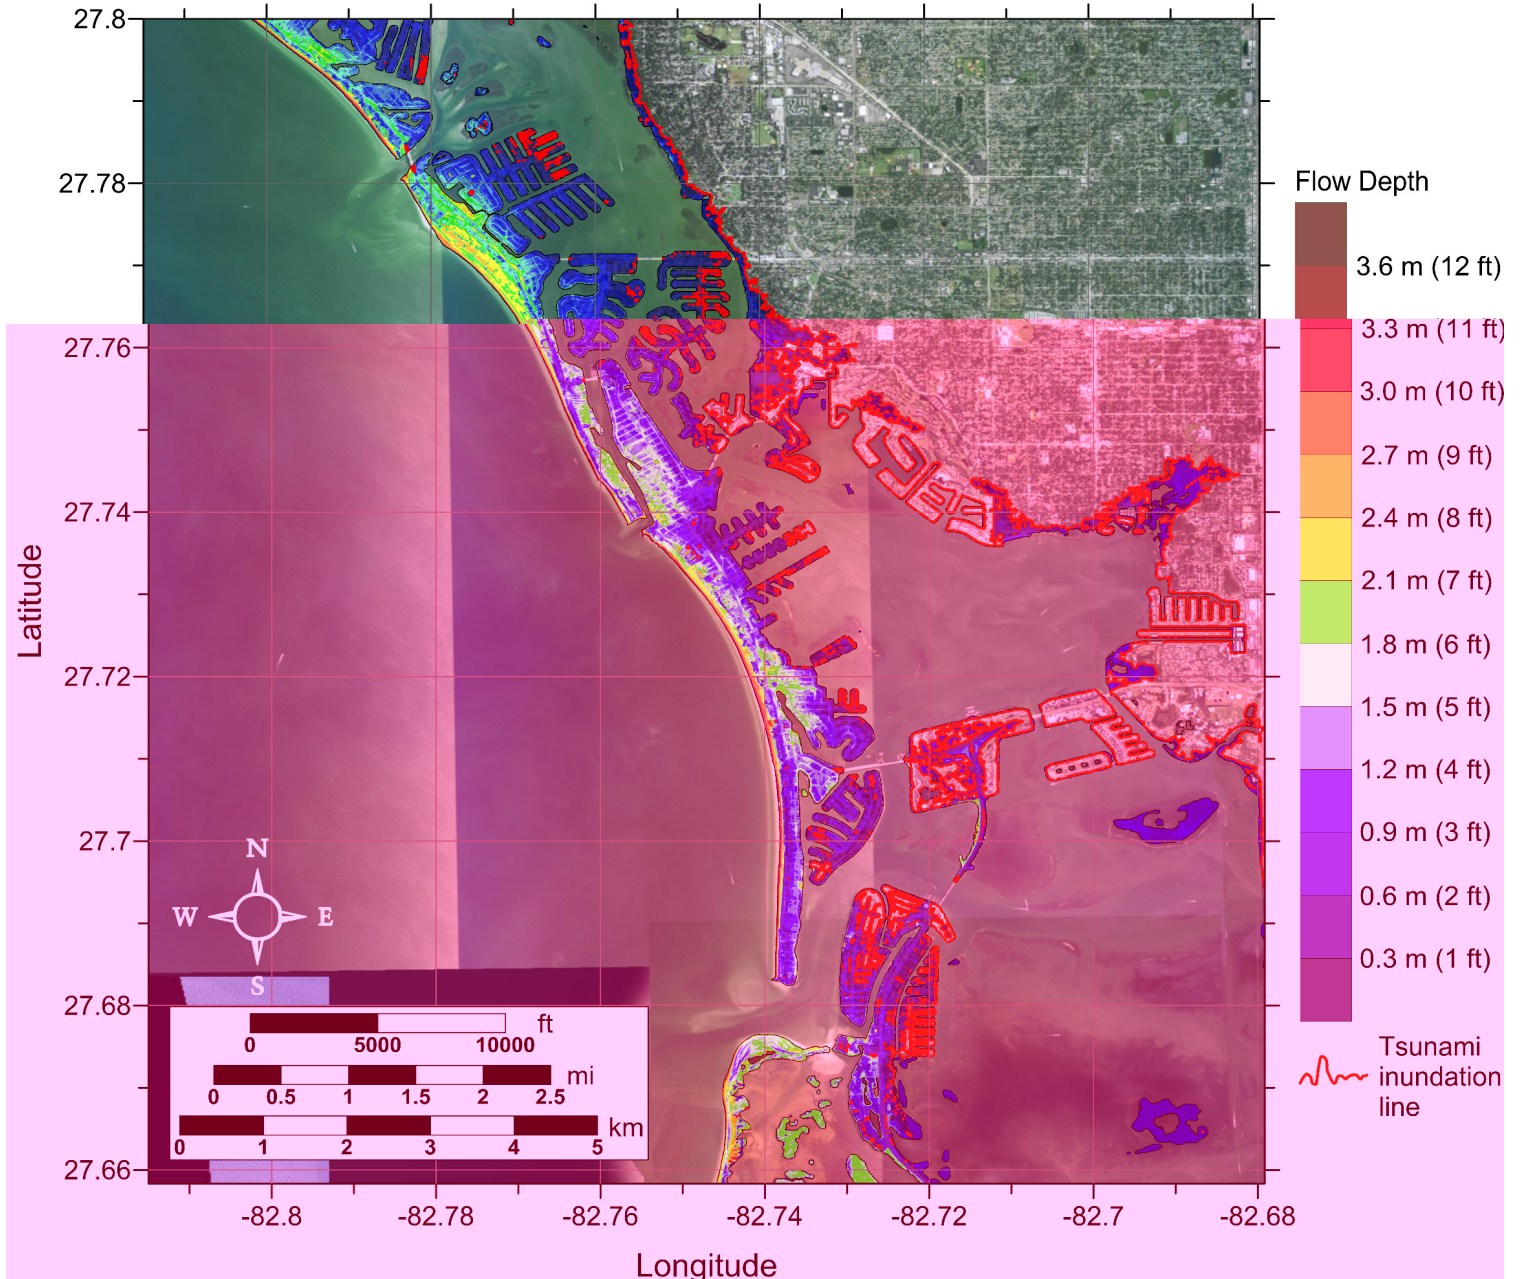 27.8
27.78
27.76
27.74
27.72
27.7
27.68
27.66
Latitude
Flow Depth
3.6 m (12 ft)
3.3 m (11 ft)
3.0 m (10 ft)
2.7 m (9 ft)
2.4 m (8 ft)
2.1 m (7 ft)
1.8 m (6 ft)
1.5 m (5 ft)
1.2 m (4 ft)
0.9 m (3 ft)
0.6 m (2 ft)
0.3 m (1 ft)
Tsunami
inundation
line
N
W E
S
ft
0 5000 10000
mi
0 0.5 1 1.5 2 2.5
km
0 1 2 3 4 5
-82.8 -82.78 -82.76 -82.74 -82.72 -82.7 -82.68
Longitude